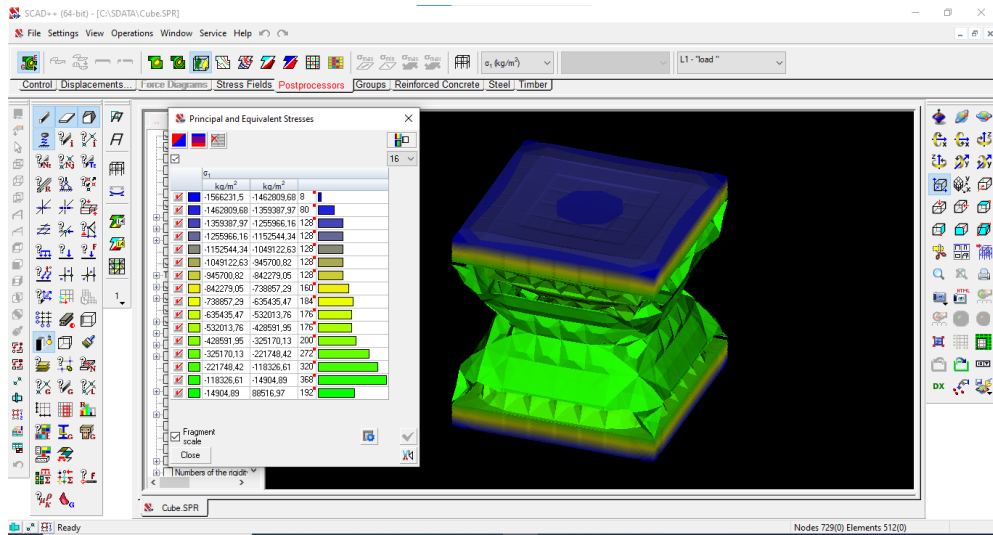 SCAD++ (64-bit) - [C:\SDATA\Cube.SPR]
File Settings View Operations Window Service Help
σ₁ (kg/m²) L1 - "load "
Control Displacements... Force Diagrams Stress Fields Postprocessors Groups Reinforced Concrete Steel Timber
Principal and Equivalent Stresses
16
σ₁
kg/m² kg/m²
-1566231,5 -1462809,68 8
-1462809,68 -1359387,97 80
-1359387,97 -1255966,16 128
-1255966,16 -1152544,34 128
-1152544,34 -1049122,63 128
-1049122,63 -945700,82 128
-945700,82 -842279,05 128
-842279,05 -738857,29 160
-738857,29 -635435,47 184
-635435,47 -532013,76 176
-532013,76 -428591,95 176
-428591,95 -325170,13 200
-325170,13 -221748,42 272
-221748,42 -118326,61 320
-118326,61 -14904,89 368
-14904,89 88516,97 192
Fragment
scale
Close
Numbers of the rigidit
Cube.SPR
Ready Nodes 729(0) Elements 512(0)